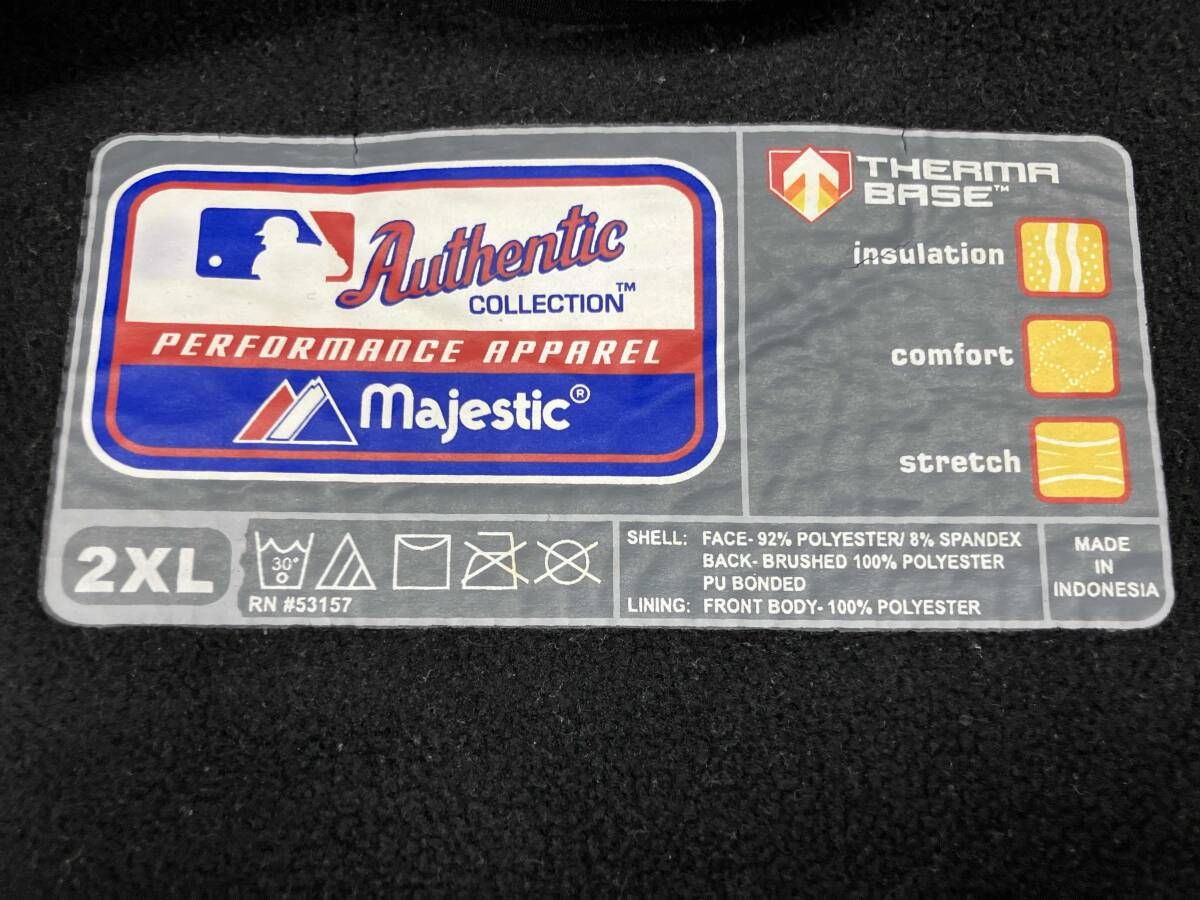 Authentic
COLLECTION™
PERFORMANCE APPAREL
Majestic®
THERMA
BASE™
insulation
comfort
stretch
2XL
30°
RN #53157
SHELL: FACE- 92% POLYESTER/ 8% SPANDEX
BACK- BRUSHED 100% POLYESTER
PU BONDED
LINING: FRONT BODY- 100% POLYESTER
MADE
IN
INDONESIA